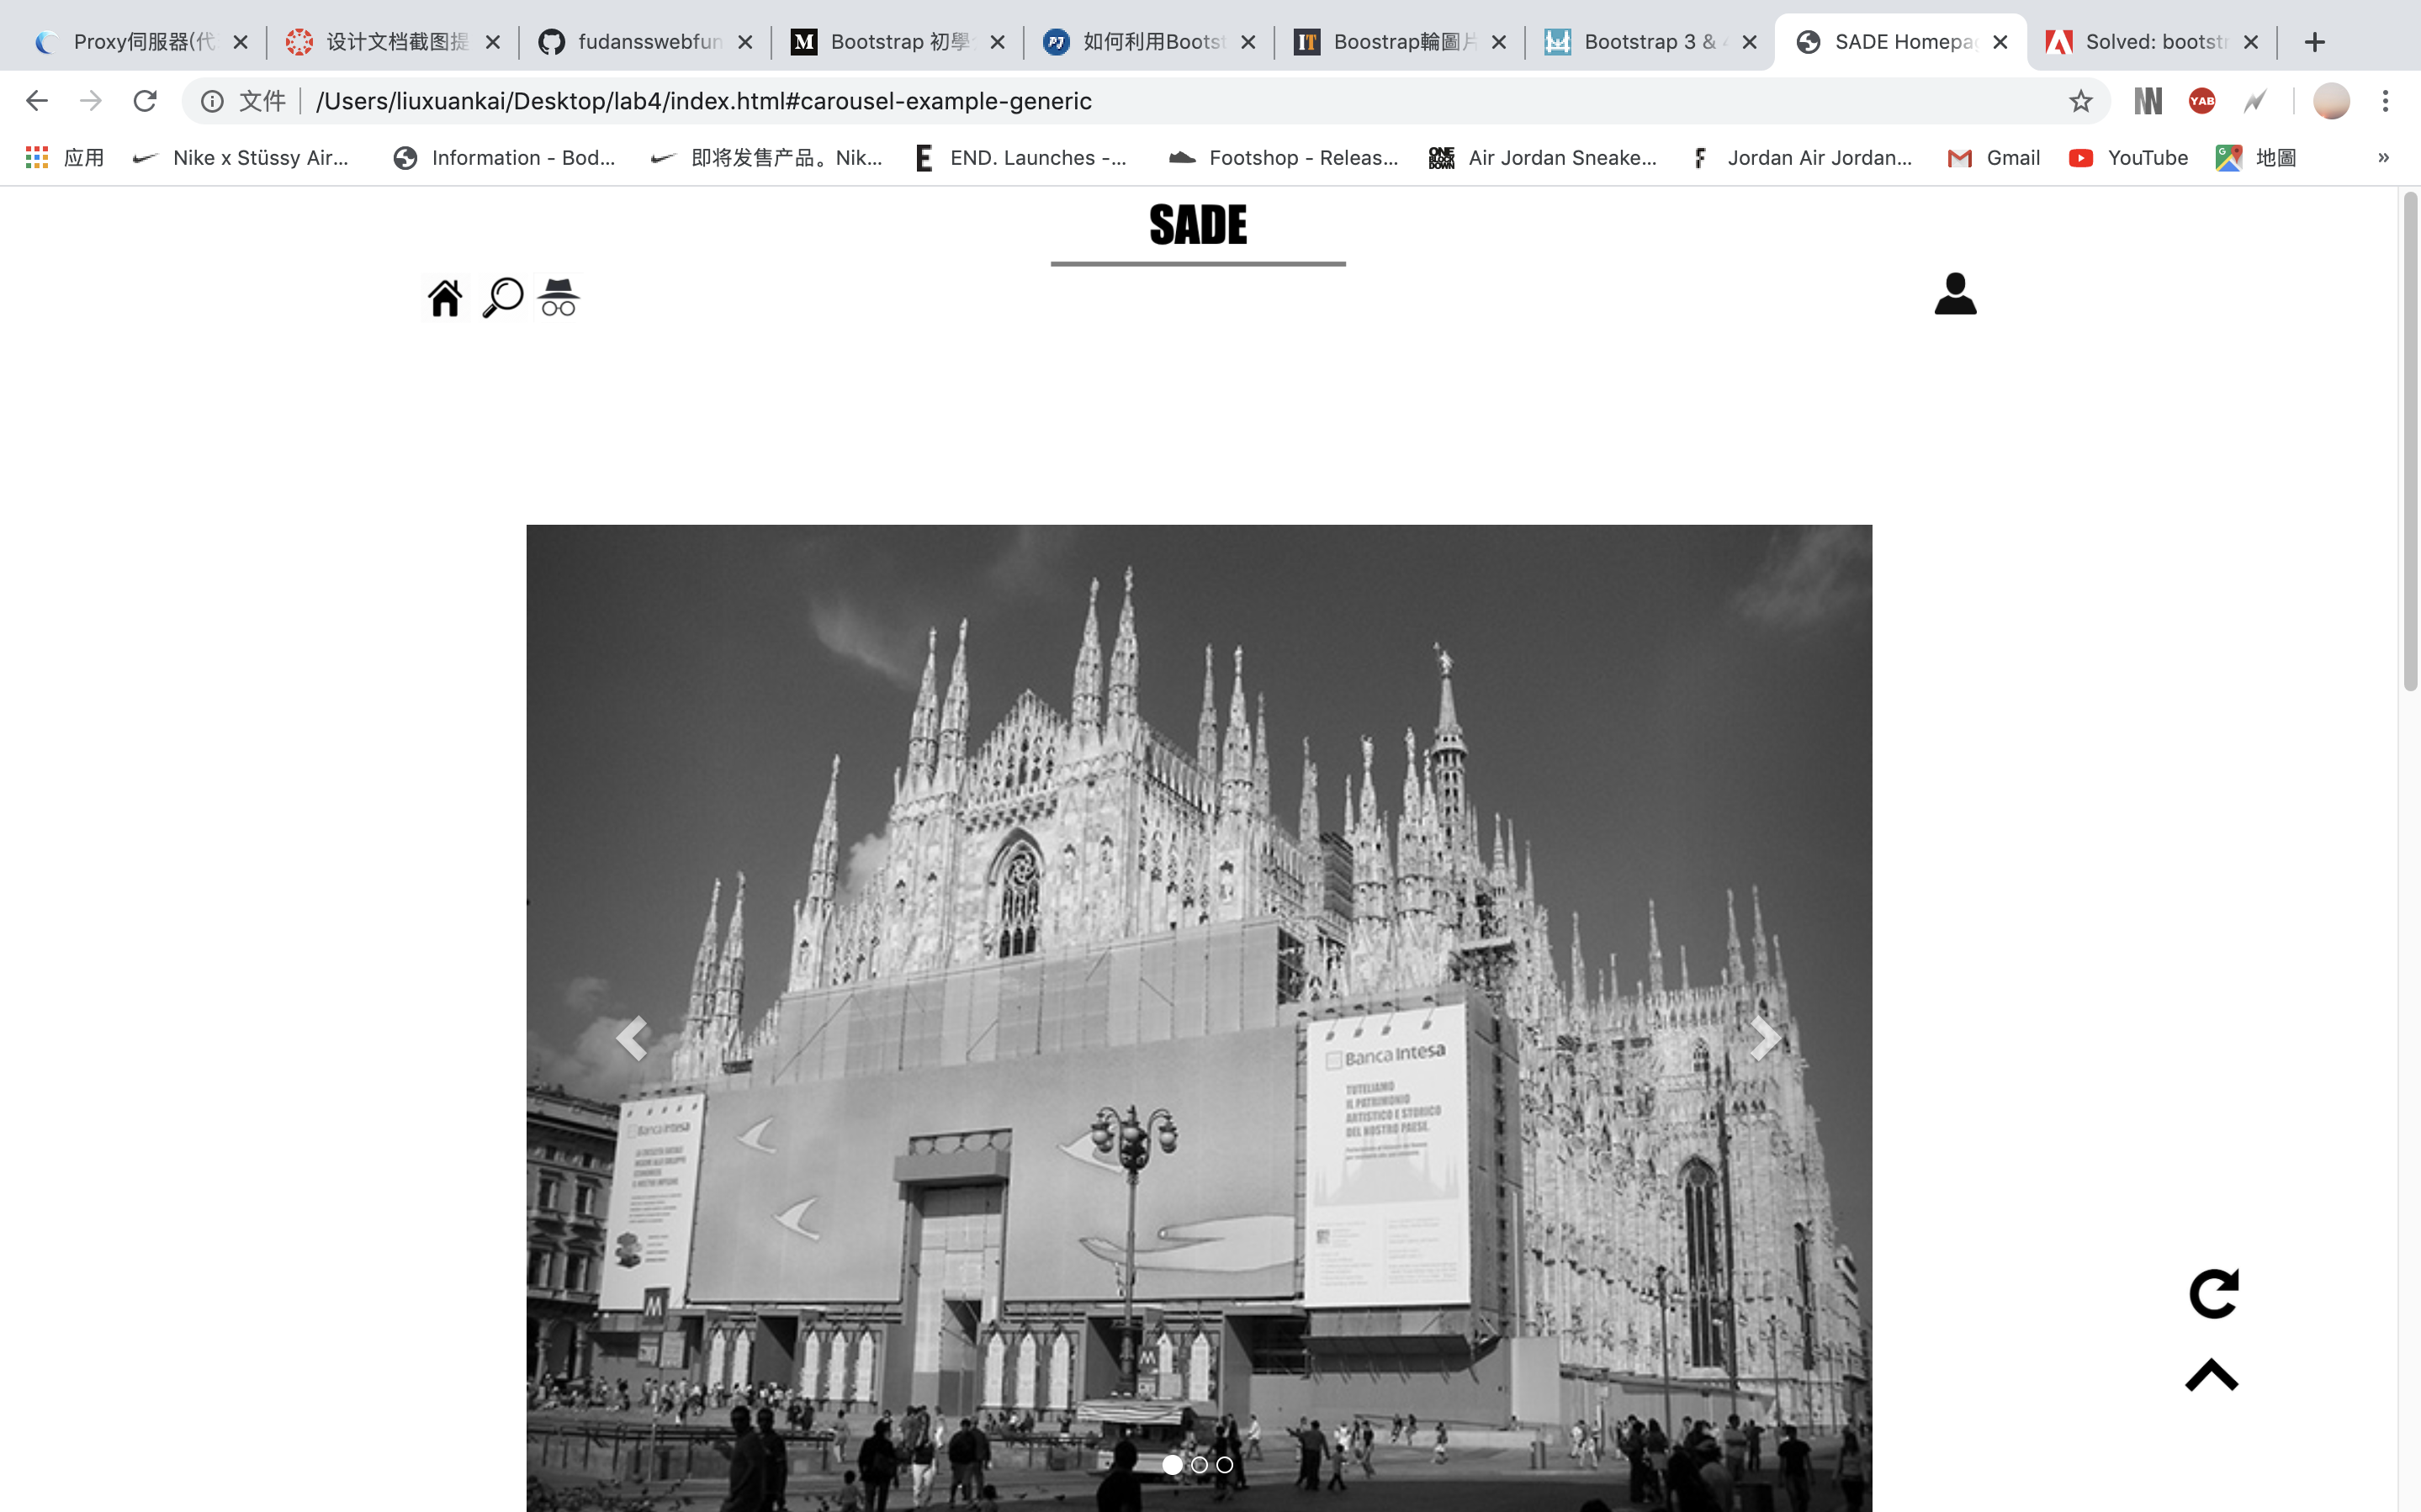 Proxy伺服器(代
设计文档截图提
fudansswebfun
Bootstrap 初學
如何利用Bootst
Boostrap輪圖片
Bootstrap 3 & 4
SADE Homepag
Solved: bootstr
文件
/Users/liuxuankai/Desktop/lab4/index.html#carousel-example-generic
YAB
应用
Nike x Stüssy Air...
Information - Bod...
即将发售产品。Nik...
END. Launches -...
Footshop - Releas...
ONE BLOCK DOWN
Air Jordan Sneake...
Jordan Air Jordan...
Gmail
YouTube
地圖
»
SADE
Banca Intesa
TUTELIAMO
IL PATRIMONIO
ARTISTICO E STORICO
DEL NOSTRO PAESE.
Banca Intesa
M
M